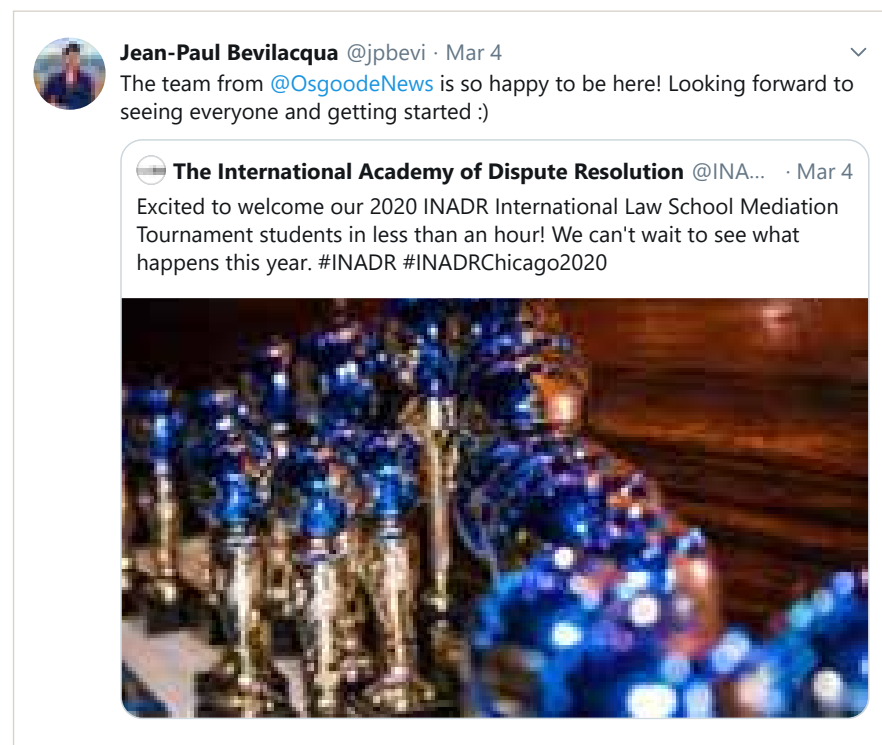 Jean-Paul Bevilacqua @jpbevi · Mar 4
The team from @OsgoodeNews is so happy to be here! Looking forward to
seeing everyone and getting started :)
The International Academy of Dispute Resolution @INA... · Mar 4
Excited to welcome our 2020 INADR International Law School Mediation
Tournament students in less than an hour! We can't wait to see what
happens this year. #INADR #INADRChicago2020